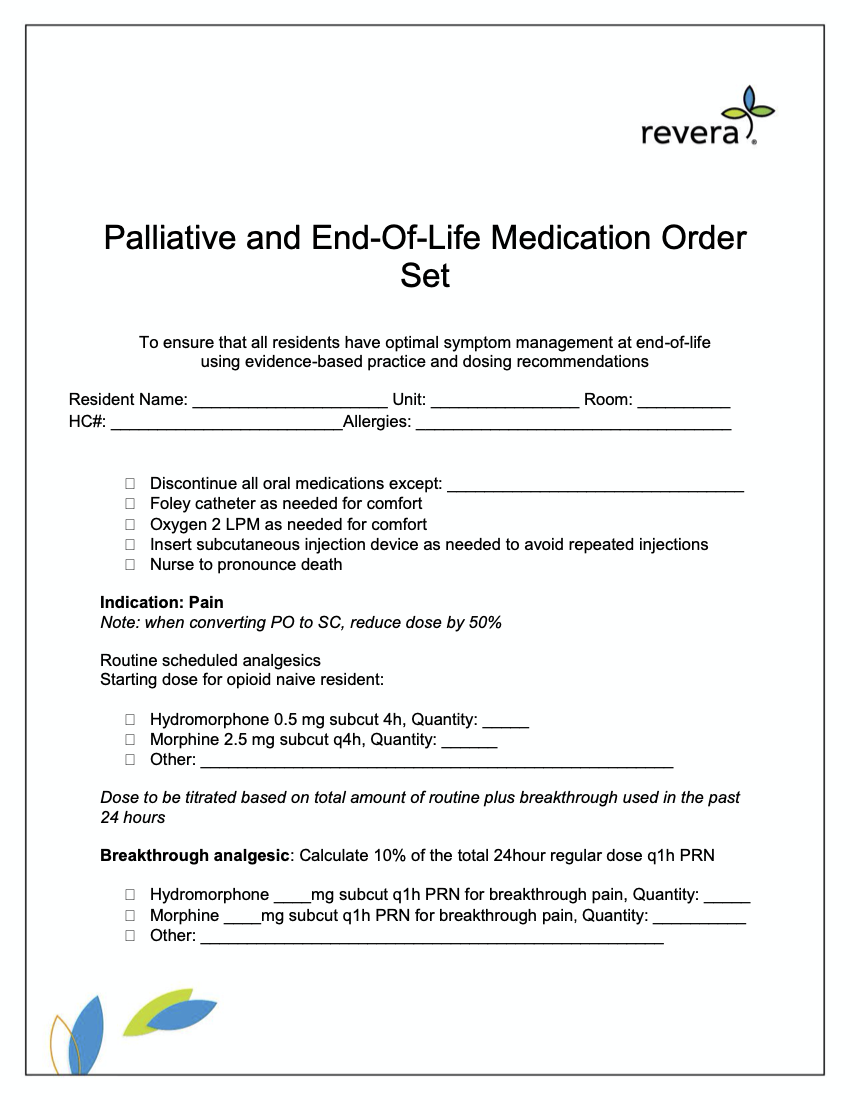 revera®
Palliative and End-Of-Life Medication Order
Set
To ensure that all residents have optimal symptom management at end-of-life
using evidence-based practice and dosing recommendations
Resident Name: _____________________ Unit: ________________ Room: __________
HC#: _________________________Allergies: __________________________________
☐ Discontinue all oral medications except: ________________________________
☐ Foley catheter as needed for comfort
☐ Oxygen 2 LPM as needed for comfort
☐ Insert subcutaneous injection device as needed to avoid repeated injections
☐ Nurse to pronounce death
Indication: Pain
Note: when converting PO to SC, reduce dose by 50%
Routine scheduled analgesics
Starting dose for opioid naive resident:
☐ Hydromorphone 0.5 mg subcut 4h, Quantity: _____
☐ Morphine 2.5 mg subcut q4h, Quantity: ______
☐ Other: ___________________________________________________
Dose to be titrated based on total amount of routine plus breakthrough used in the past
24 hours
Breakthrough analgesic: Calculate 10% of the total 24hour regular dose q1h PRN
☐ Hydromorphone ____mg subcut q1h PRN for breakthrough pain, Quantity: _____
☐ Morphine ____mg subcut q1h PRN for breakthrough pain, Quantity: __________
☐ Other: __________________________________________________